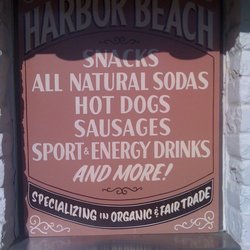 HARBOR BEACH
SNACKS
ALL NATURAL SODAS
HOT DOGS
SAUSAGES
SPORT & ENERGY DRINKS
AND MORE!
SPECIALIZING IN ORGANIC & FAIR TRADE